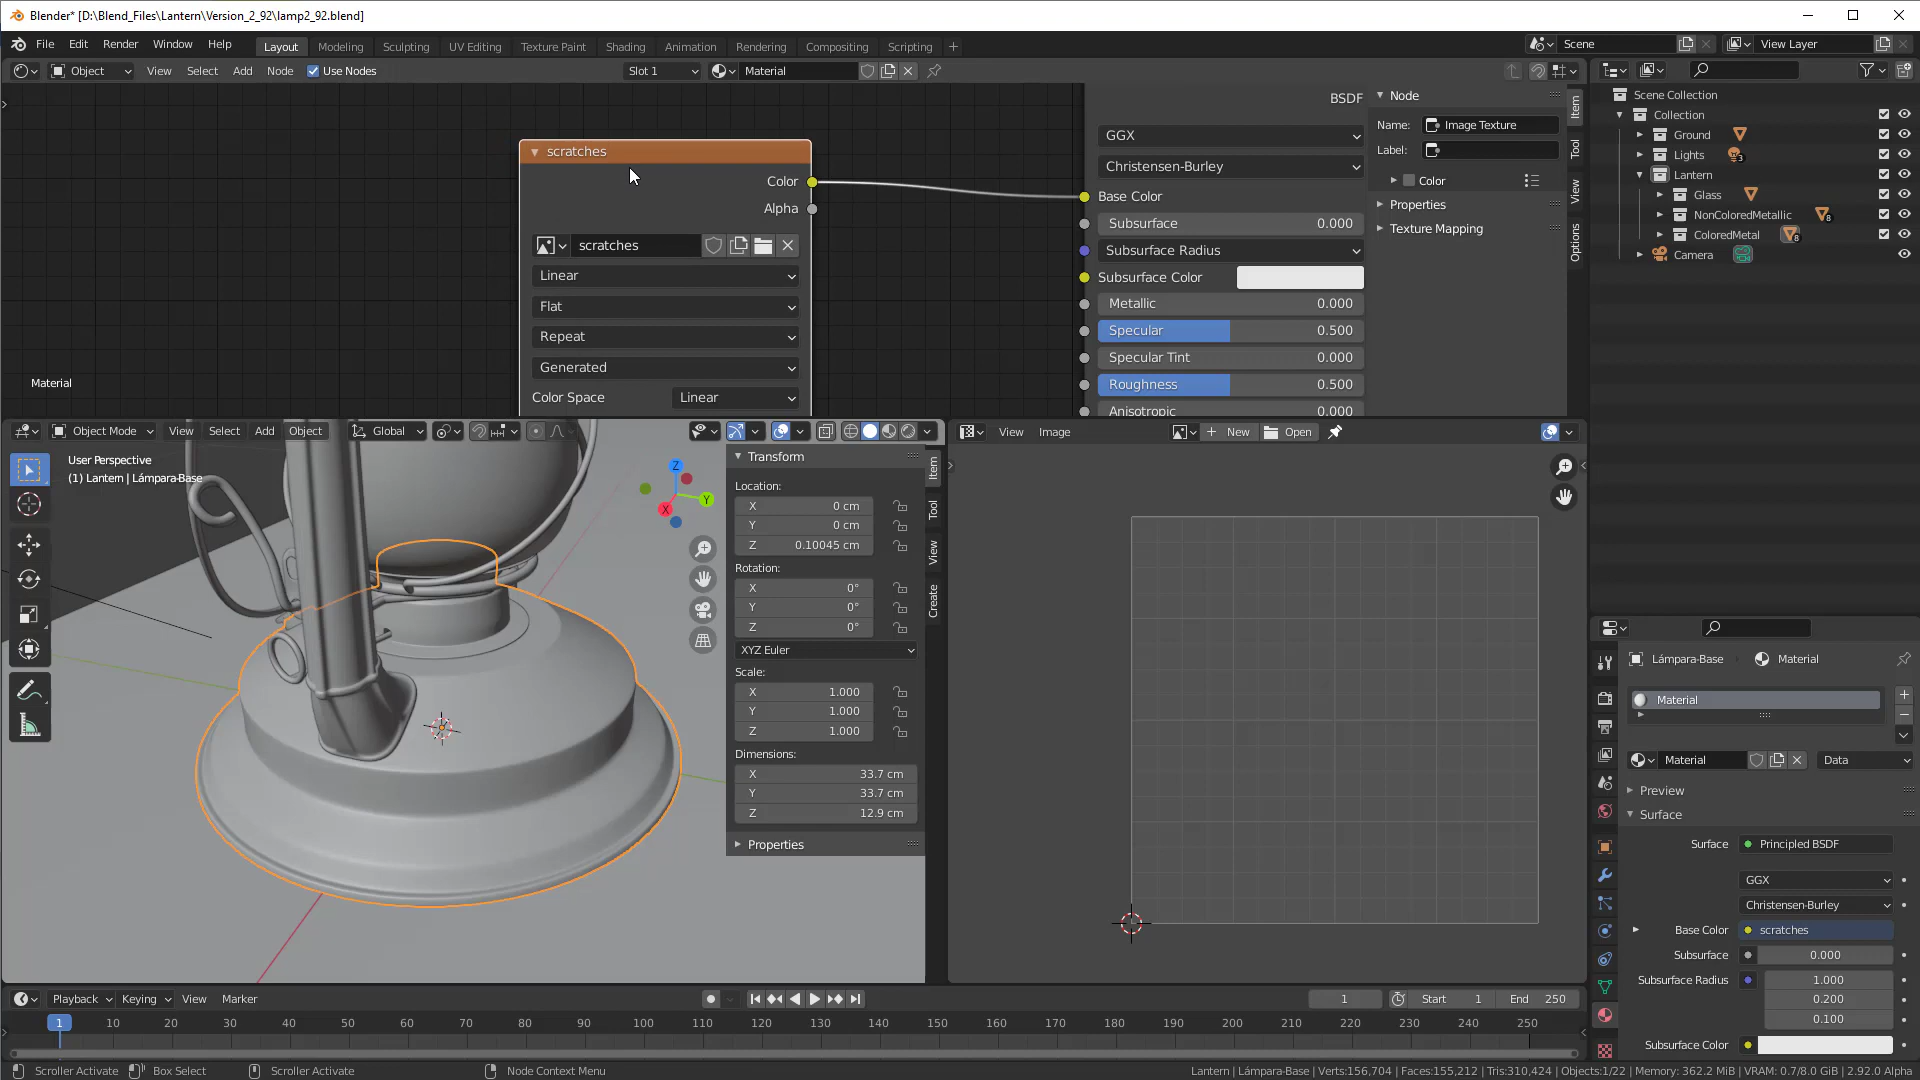 Blender* [D:\Blend_Files\Lantern\Version_2_92\lamp2_92.blend]
File Edit Render Window Help Layout Modeling Sculpting UV Editing Texture Paint Shading Animation Rendering Compositing Scripting + Scene View Layer
Object View Select Add Node Use Nodes Slot 1 Material
scratches
Color
Alpha
scratches
Linear
Flat
Repeat
Generated
Color Space Linear
Material
BSDF
GGX
Christensen-Burley
Base Color
Subsurface 0.000
Subsurface Radius
Subsurface Color
Metallic 0.000
Specular 0.500
Specular Tint 0.000
Roughness 0.500
Anisotropic 0.000
Node
Name: Image Texture
Label:
Color
Properties
Texture Mapping
Item
Tool
View
Options
Scene Collection
Collection
Ground
Lights 3
Lantern
Glass
NonColoredMetallic 8
ColoredMetal 8
Camera
Object Mode View Select Add Object Global
User Perspective
(1) Lantern | Lámpara-Base
Z
Y
X
Transform
Location:
X 0 cm
Y 0 cm
Z 0.10045 cm
Rotation:
X 0°
Y 0°
Z 0°
XYZ Euler
Scale:
X 1.000
Y 1.000
Z 1.000
Dimensions:
X 33.7 cm
Y 33.7 cm
Z 12.9 cm
Properties
Item
Tool
View
Create
View Image + New Open
Lámpara-Base Material
Material
Material Data
Preview
Surface
Surface Principled BSDF
GGX
Christensen-Burley
Base Color scratches
Subsurface 0.000
Subsurface Radius 1.000
0.200
0.100
Subsurface Color
Playback Keying View Marker 1 Start 1 End 250
1 10 20 30 40 50 60 70 80 90 100 110 120 130 140 150 160 170 180 190 200 210 220 230 240 250
Scroller Activate Box Select Scroller Activate Node Context Menu Lantern | Lámpara-Base | Verts:156,704 | Faces:155,212 | Tris:310,424 | Objects:1/22 | Memory: 362.2 MiB | VRAM: 0.7/8.0 GiB | 2.92.0 Alpha